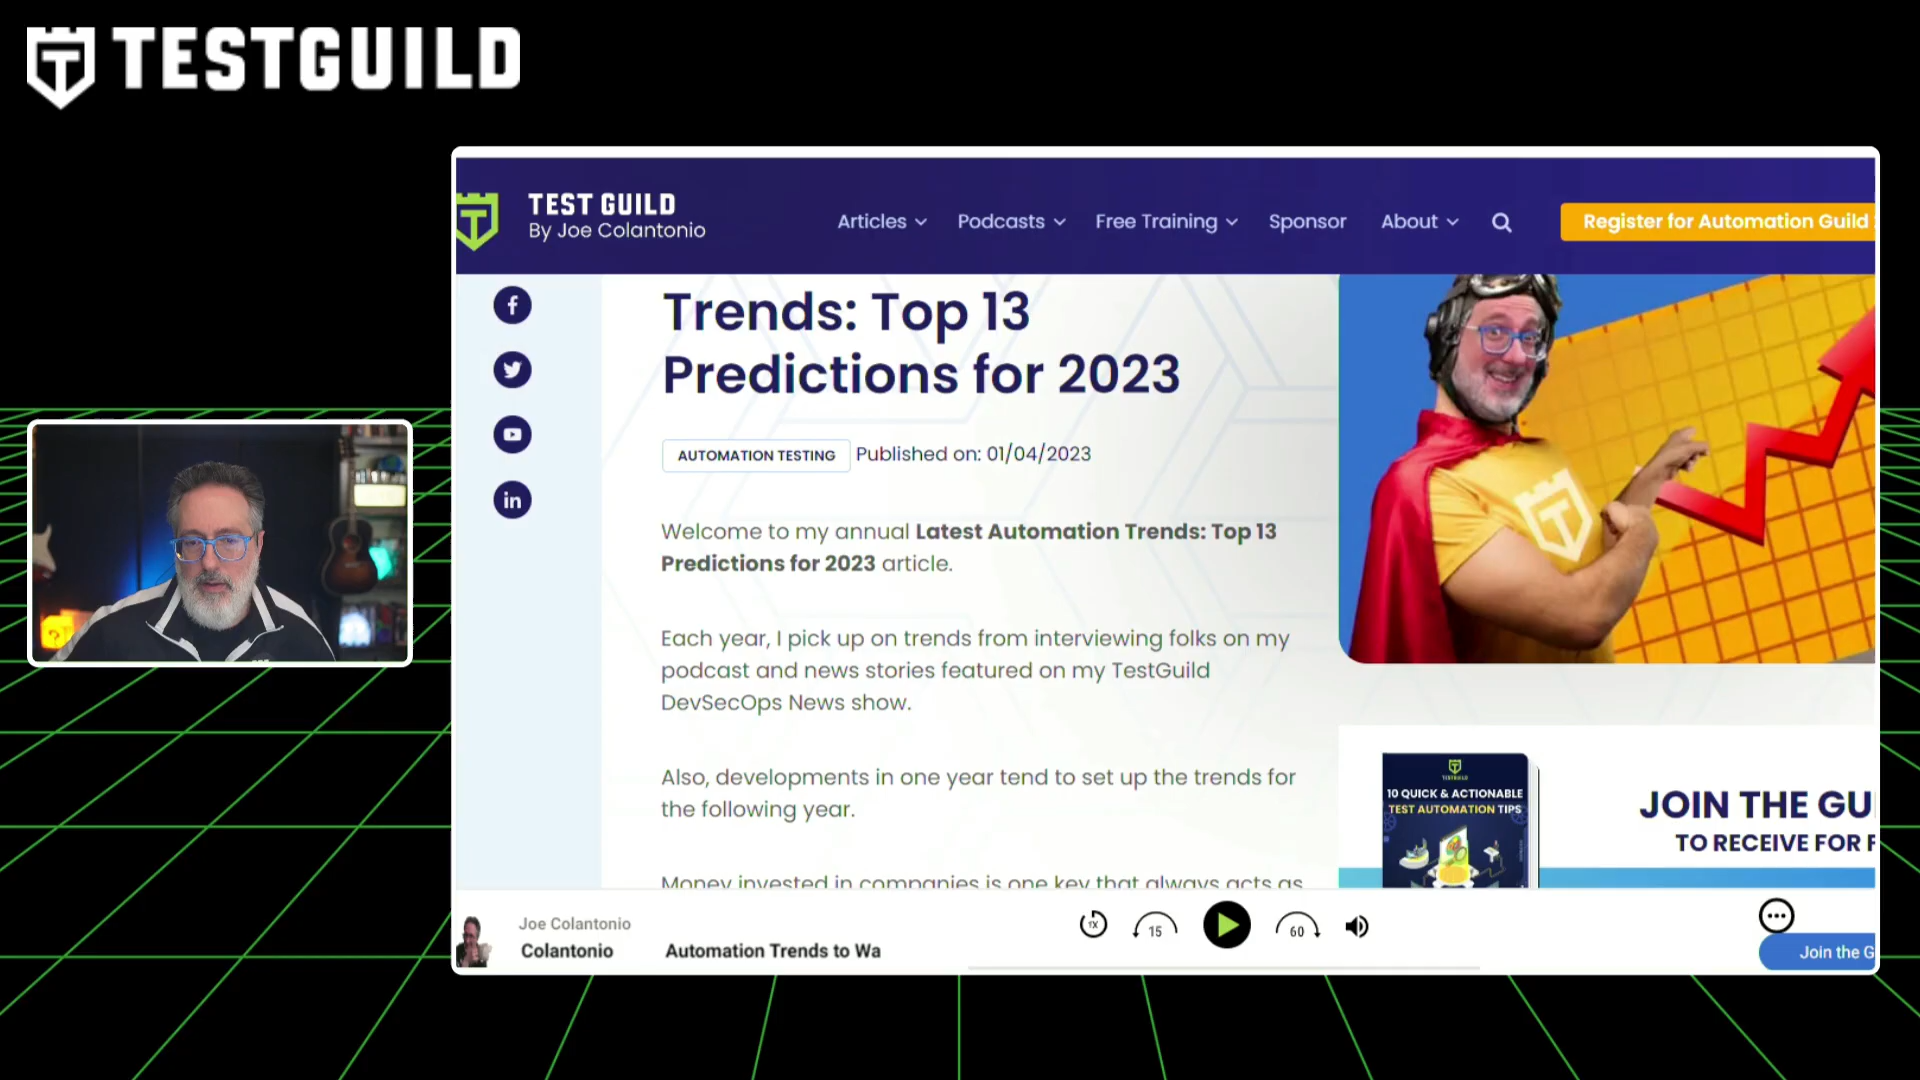 TESTGUILD
TEST GUILD
By Joe Colantonio
Articles
Podcasts
Free Training
Sponsor
About
Register for Automation Guild
Trends: Top 13
Predictions for 2023
AUTOMATION TESTING
Published on: 01/04/2023
Welcome to my annual Latest Automation Trends: Top 13
Predictions for 2023 article.
Each year, I pick up on trends from interviewing folks on my
podcast and news stories featured on my TestGuild
DevSecOps News show.
Also, developments in one year tend to set up the trends for
the following year.
Money invested in companies is one key that always acts as
TESTGUILD
10 QUICK & ACTIONABLE
TEST AUTOMATION TIPS
JOIN THE GU
TO RECEIVE FOR F
Joe Colantonio
Colantonio
Automation Trends to Wa
1X
15
60
Join the G